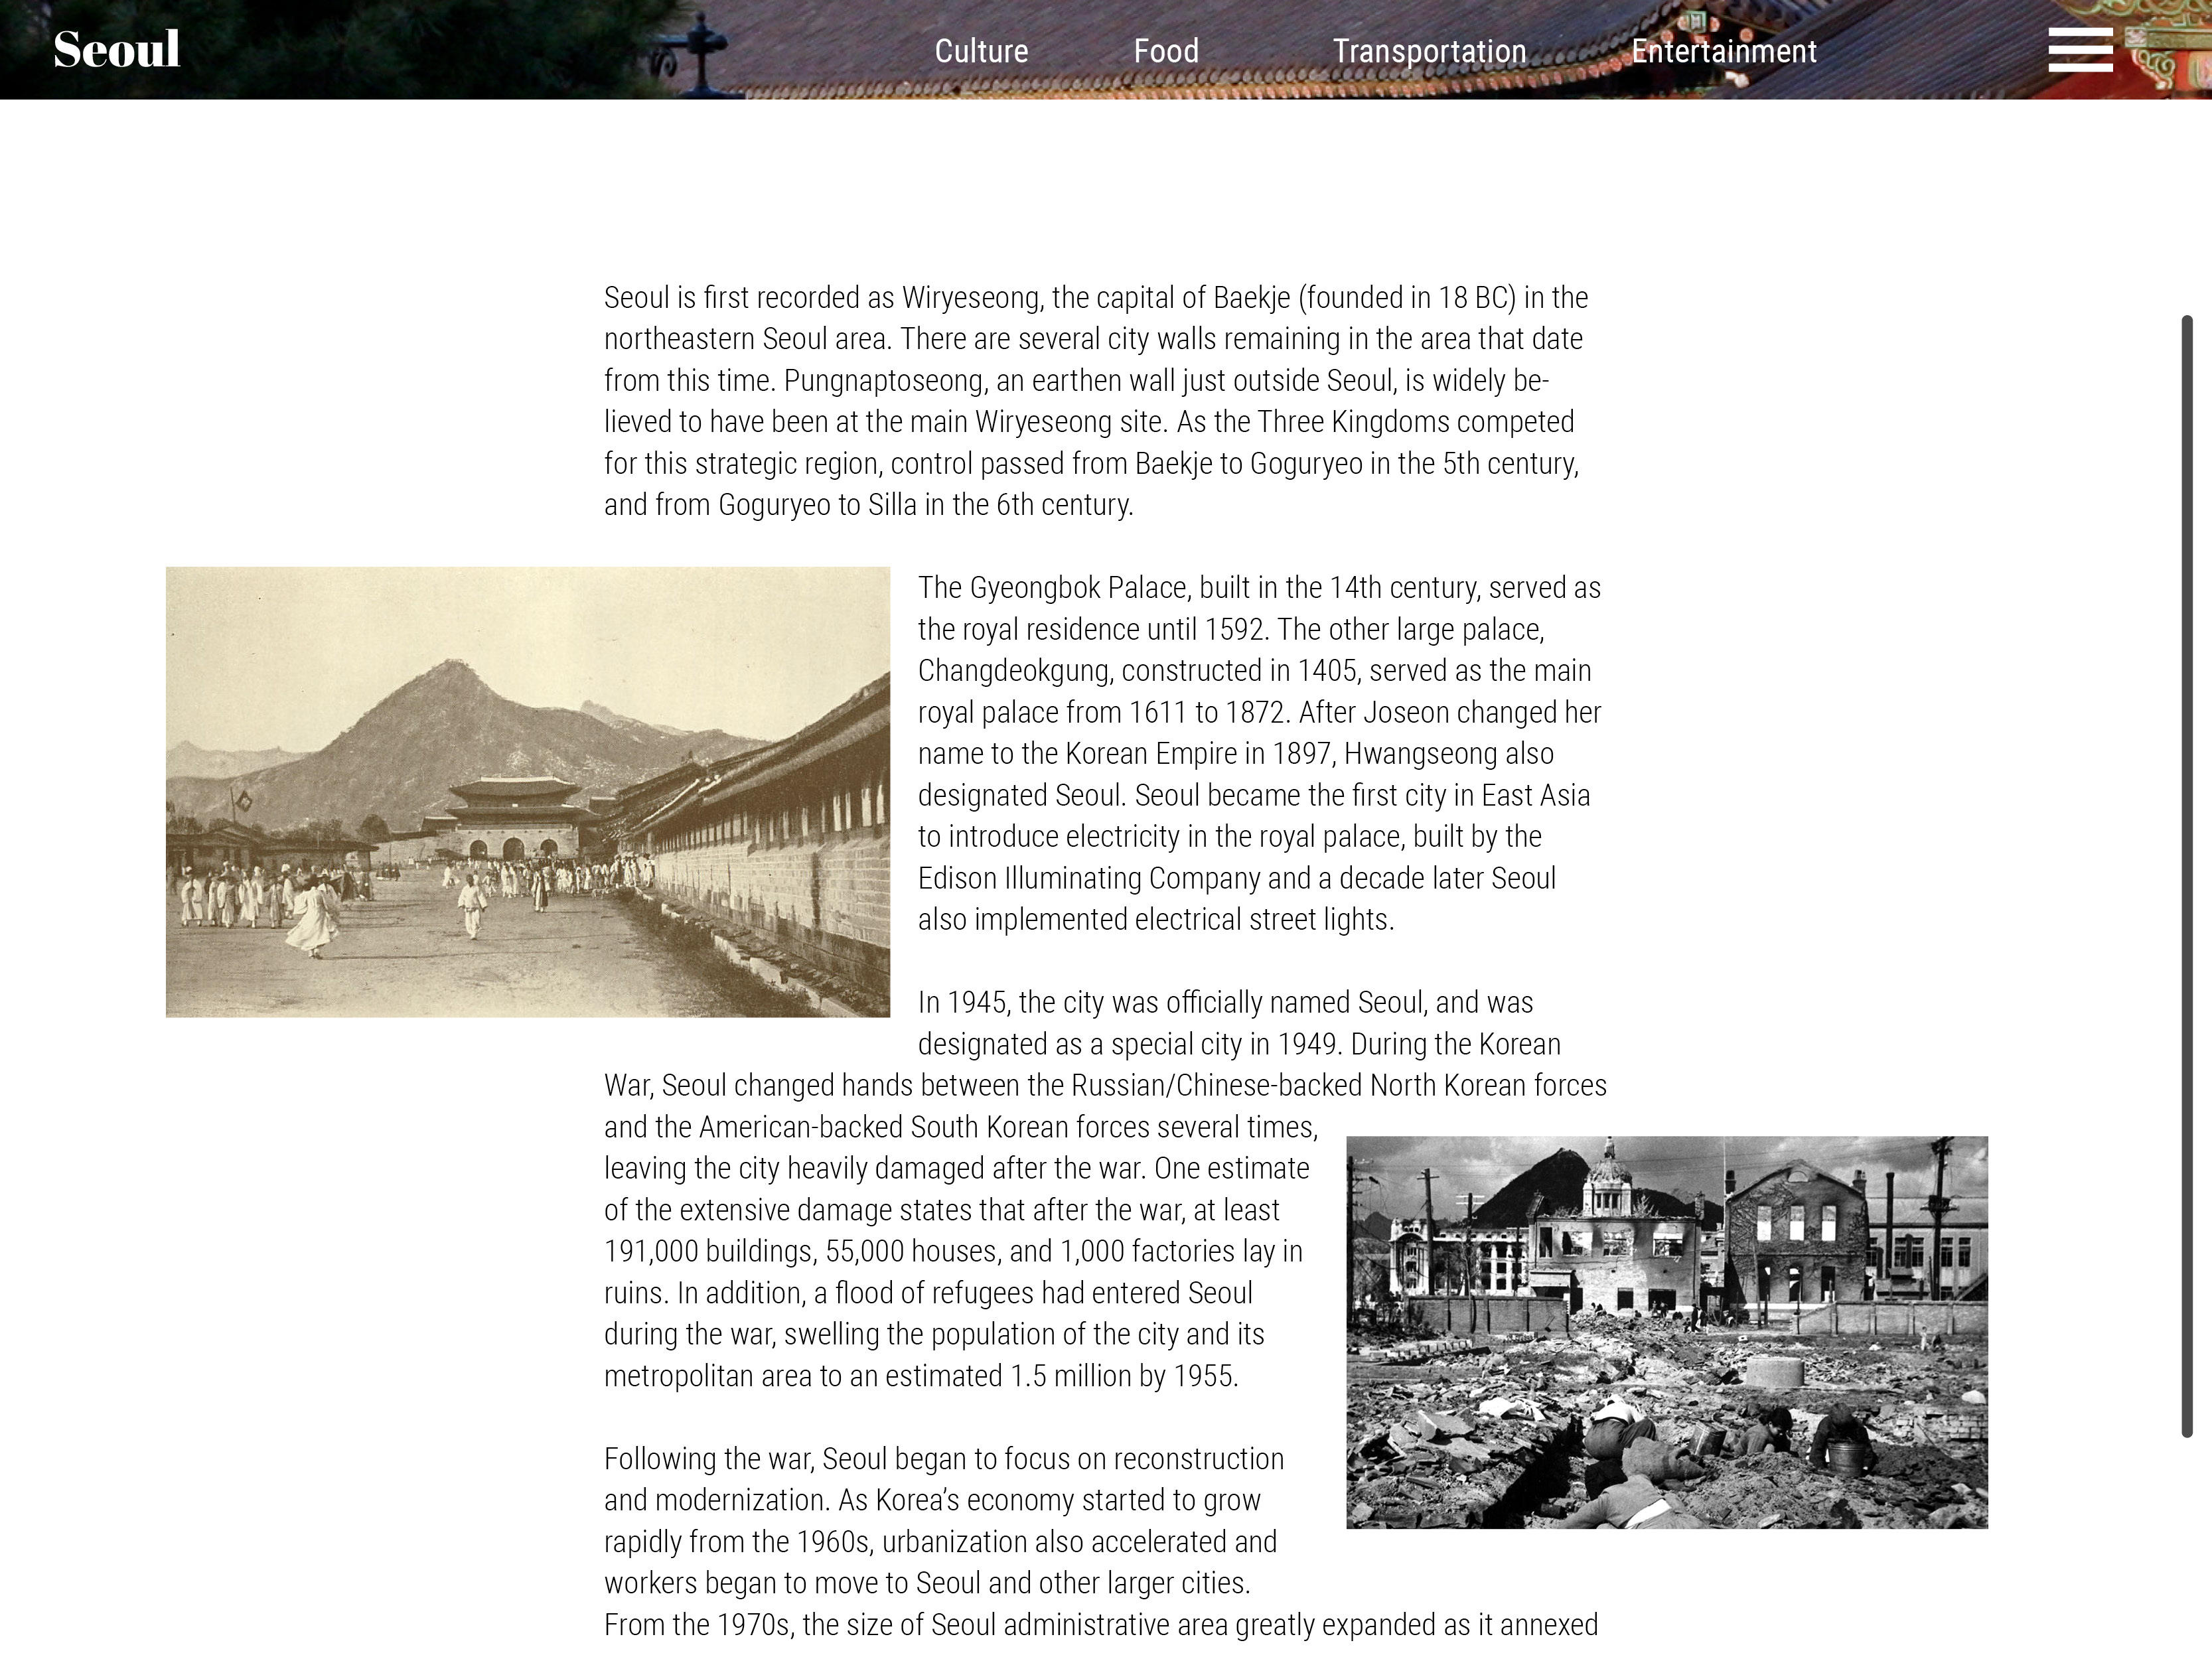 Seoul
Culture
Food
Transportation
Entertainment
Seoul is first recorded as Wiryeseong, the capital of Baekje (founded in 18 BC) in the
northeastern Seoul area. There are several city walls remaining in the area that date
from this time. Pungnaptoseong, an earthen wall just outside Seoul, is widely be-
lieved to have been at the main Wiryeseong site. As the Three Kingdoms competed
for this strategic region, control passed from Baekje to Goguryeo in the 5th century,
and from Goguryeo to Silla in the 6th century.
The Gyeongbok Palace, built in the 14th century, served as
the royal residence until 1592. The other large palace,
Changdeokgung, constructed in 1405, served as the main
royal palace from 1611 to 1872. After Joseon changed her
name to the Korean Empire in 1897, Hwangseong also
designated Seoul. Seoul became the first city in East Asia
to introduce electricity in the royal palace, built by the
Edison Illuminating Company and a decade later Seoul
also implemented electrical street lights.
In 1945, the city was officially named Seoul, and was
designated as a special city in 1949. During the Korean
War, Seoul changed hands between the Russian/Chinese-backed North Korean forces
and the American-backed South Korean forces several times,
leaving the city heavily damaged after the war. One estimate
of the extensive damage states that after the war, at least
191,000 buildings, 55,000 houses, and 1,000 factories lay in
ruins. In addition, a flood of refugees had entered Seoul
during the war, swelling the population of the city and its
metropolitan area to an estimated 1.5 million by 1955.
Following the war, Seoul began to focus on reconstruction
and modernization. As Korea’s economy started to grow
rapidly from the 1960s, urbanization also accelerated and
workers began to move to Seoul and other larger cities.
From the 1970s, the size of Seoul administrative area greatly expanded as it annexed